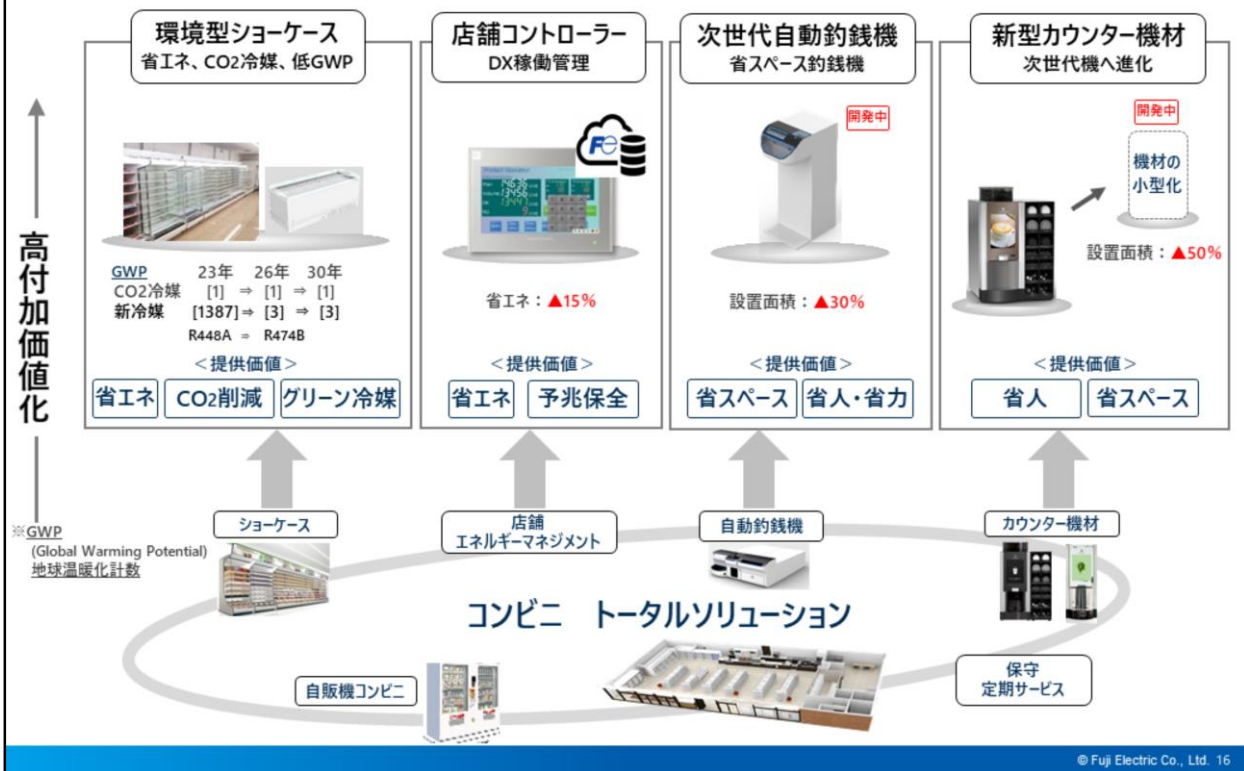 環境型ショーケース
省エネ、CO2冷媒、低GWP
GWP 23年 26年 30年
CO2冷媒 [1] ⇒ [1] ⇒ [1]
新冷媒 [1387]⇒ [3] ⇒ [3]
R448A ⇒ R474B
<提供価値>
省エネ CO2削減 グリーン冷媒
店舗コントローラー
DX稼働管理
Fe
省エネ：▲15%
<提供価値>
省エネ 予兆保全
次世代自動釣銭機
省スペース釣銭機
開発中
設置面積：▲30%
<提供価値>
省スペース 省人・省力
新型カウンター機材
次世代機へ進化
開発中
機材の
小型化
設置面積：▲50%
<提供価値>
省人 省スペース
高付加価値化
※GWP
(Global Warming Potential)
地球温暖化計数
ショーケース
店舗
エネルギーマネジメント
自動釣銭機
カウンター機材
コンビニ トータルソリューション
自販機コンビニ
保守
定期サービス
© Fuji Electric Co., Ltd. 16